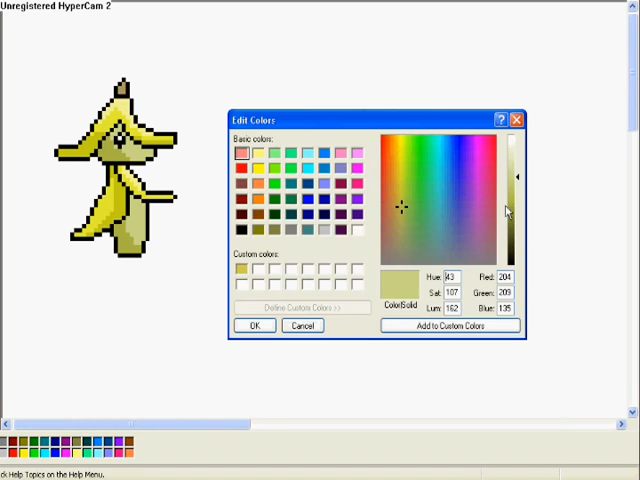 Unregistered HyperCam 2
Edit Colors
Basic colors:
Custom colors:
Define Custom Colors >>
OK
Cancel
Color|Solid
Hue: 43
Sat: 107
Lum: 162
Red: 204
Green: 209
Blue: 135
Add to Custom Colors
ck Help Topics on the Help Menu.